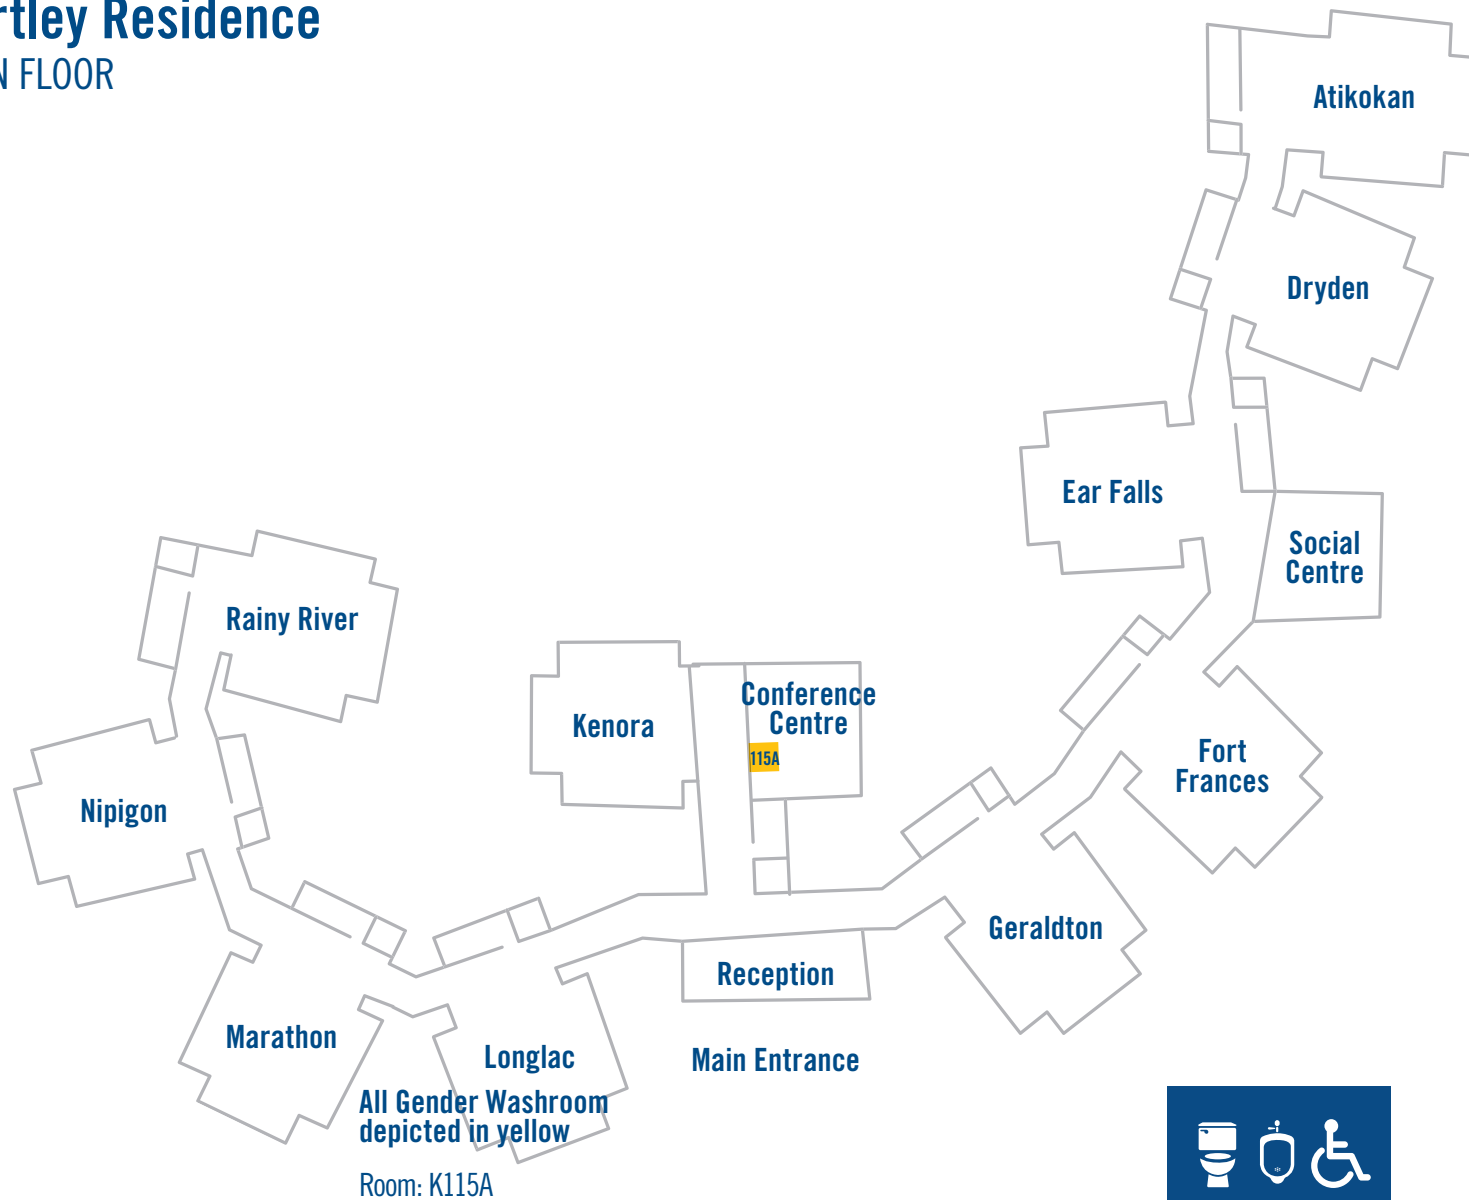 rtley Residence
N FLOOR
Atikokan
Dryden
Ear Falls
Social
Centre
Rainy River
Kenora
Conference
Centre
115A
Fort
Frances
Nipigon
Geraldton
Reception
Marathon
Longlac
Main Entrance
All Gender Washroom
depicted in yellow
Room: K115A